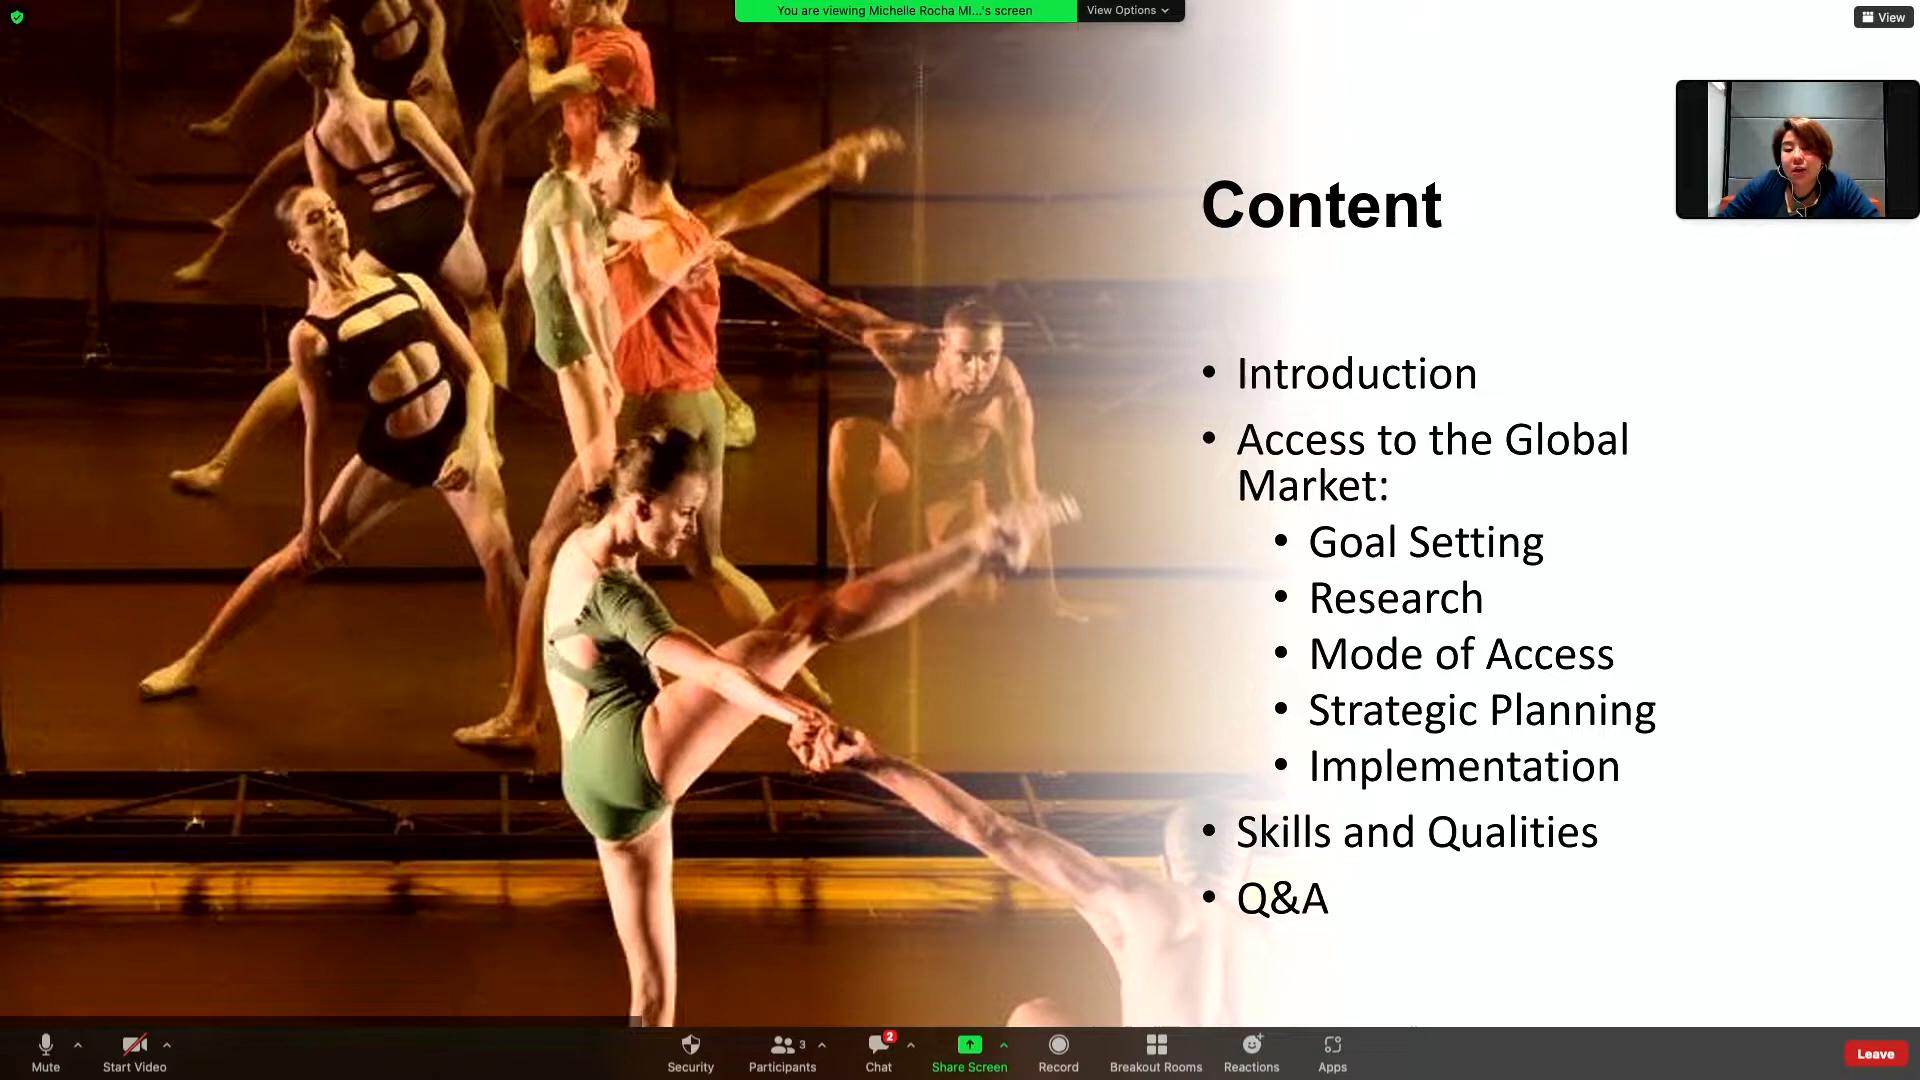 You are viewing Michelle Rocha MI...'s screen
View Options
View
Content
• Introduction
• Access to the Global
Market:
• Goal Setting
• Research
• Mode of Access
• Strategic Planning
• Implementation
• Skills and Qualities
• Q&A
Mute
Start Video
Security
Participants
3
Chat
2
Share Screen
Record
Breakout Rooms
Reactions
Apps
Leave